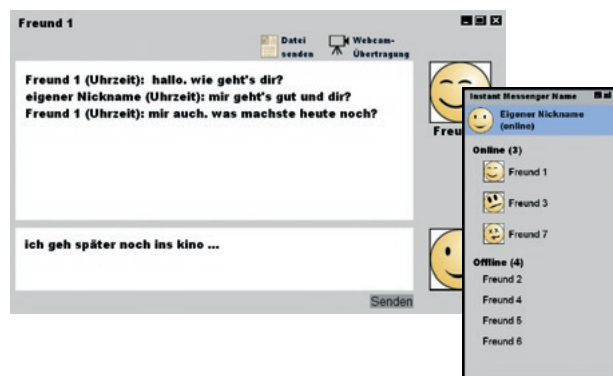 Freund 1
Datei senden
Webcam-Übertragung
Freund 1 (Uhrzeit): hallo. wie geht's dir?
eigener Nickname (Uhrzeit): mir geht's gut und dir?
Freund 1 (Uhrzeit): mir auch. was machste heute noch?
Freu
ich geh später noch ins kino ...
Senden
Instant Messenger Name
Eigener Nickname
(online)
Online (3)
Freund 1
Freund 3
Freund 7
Offline (4)
Freund 2
Freund 4
Freund 5
Freund 6